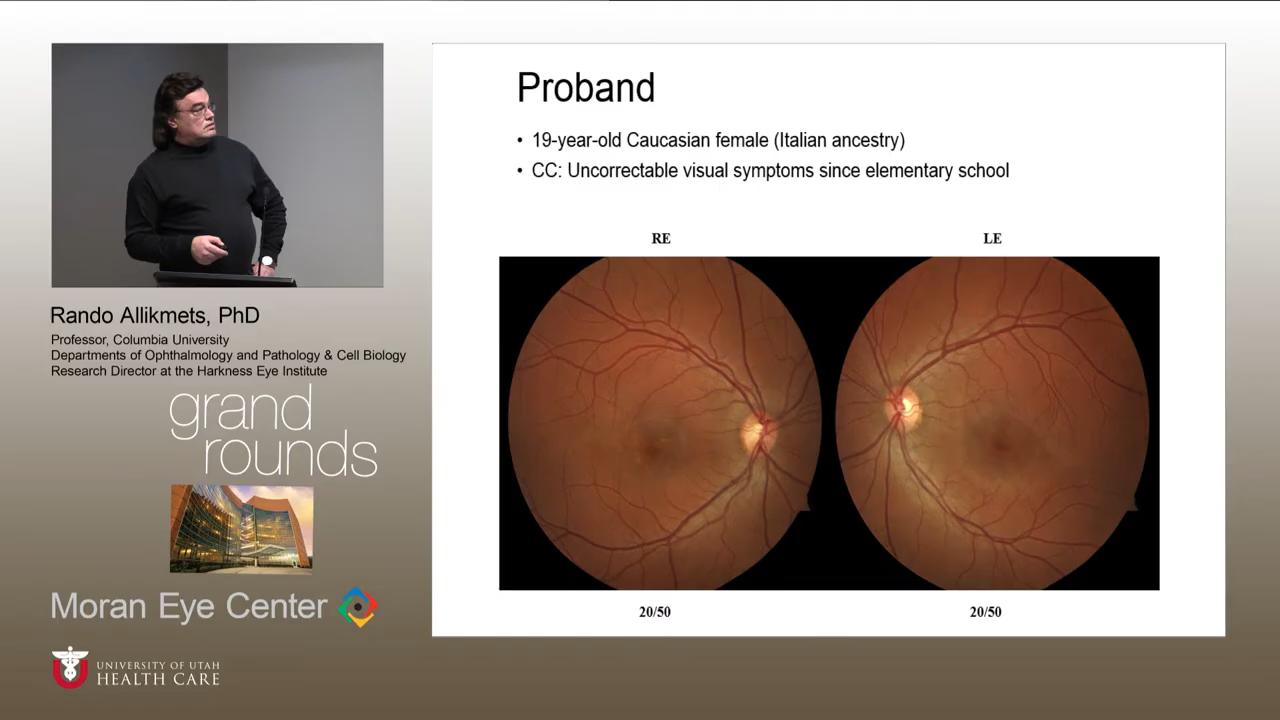 Proband
• 19-year-old Caucasian female (Italian ancestry)
• CC: Uncorrectable visual symptoms since elementary school
RE
LE
20/50
20/50
Rando Allikmets, PhD
Professor, Columbia University
Departments of Ophthalmology and Pathology & Cell Biology
Research Director at the Harkness Eye Institute
grand
rounds
Moran Eye Center
U
UNIVERSITY OF UTAH
HEALTH CARE